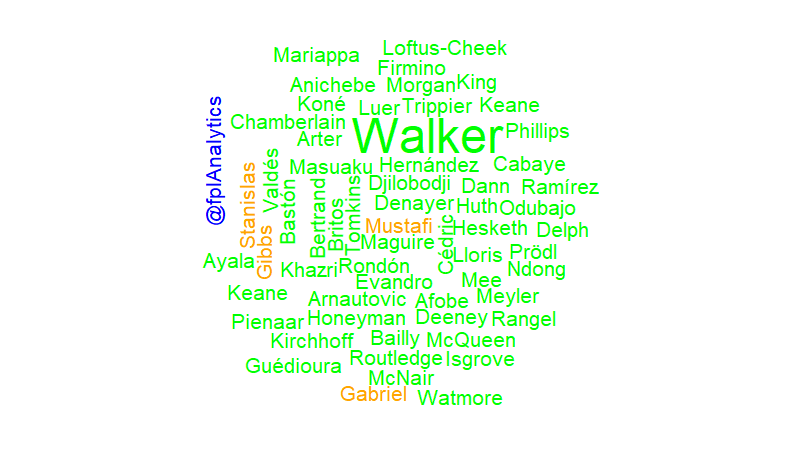 Mariappa
Loftus-Cheek
Firmino
Anichebe
Morgan
King
Koné
Luer
Trippier
Keane
Chamberlain
Arter
Walker
Phillips
@fplAnalytics
Stanislas
Valdés
Masuaku
Hernández
Cabaye
Bastón
Bertrand
Britos
Tomkins
Djilobodji
Dann
Ramírez
Denayer
Huth
Odubajo
Gibbs
Mustafi
Hesketh
Delph
Maguire
Cédric
Lloris
Prödl
Ayala
Khazri
Rondón
Ndong
Evandro
Mee
Keane
Arnautovic
Afobe
Meyler
Pienaar
Honeyman
Deeney
Rangel
Kirchhoff
Bailly
McQueen
Guédioura
Routledge
Isgrove
McNair
Gabriel
Watmore